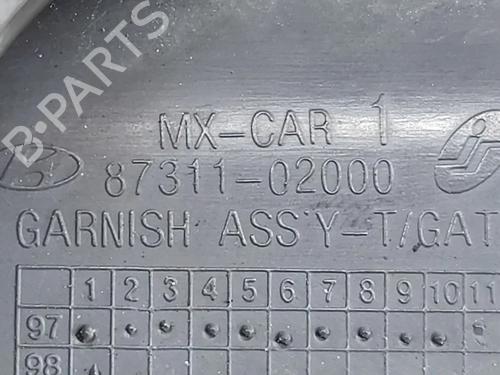 B-PARTS
MX-CAR 1
87311-02000
GARNISH ASS'Y-T/GAT
1 2 3 4 5 6 7 8 9 10 11
97
98